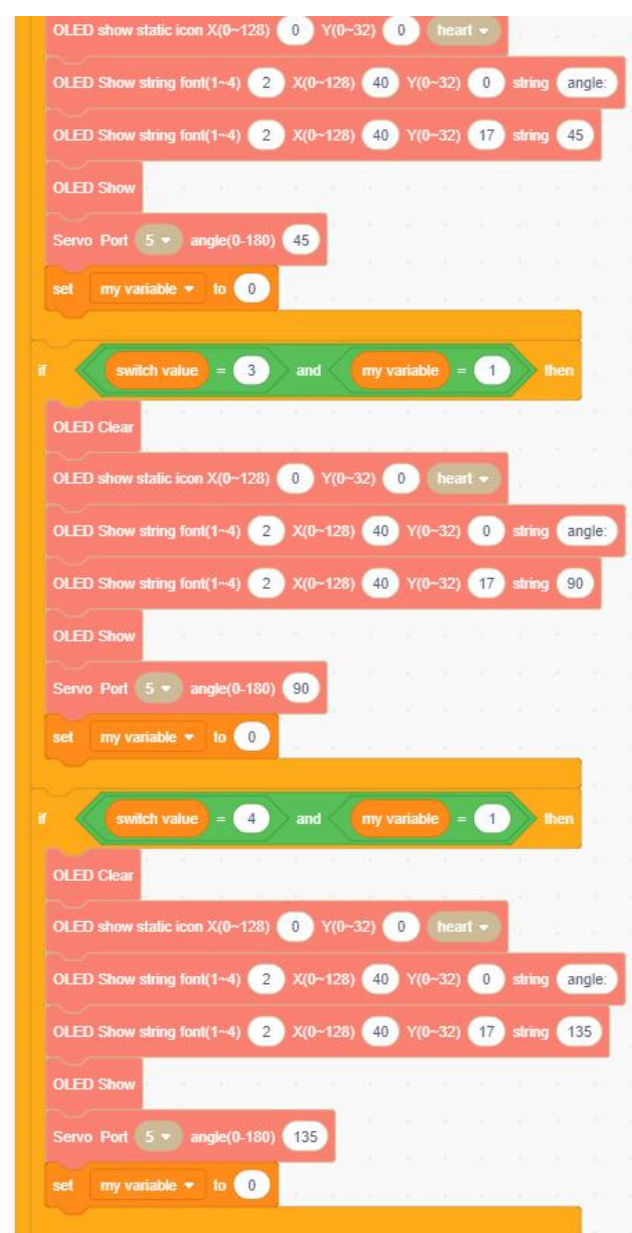 OLED show static icon X(0~128) 0 Y(0~32) 0 heart
OLED Show string font(1~4) 2 X(0~128) 40 Y(0~32) 0 string angle:
OLED Show string font(1~4) 2 X(0~128) 40 Y(0~32) 17 string 45
OLED Show
Servo Port 5 angle(0-180) 45
set my variable to 0
if switch value = 3 and my variable = 1 then
OLED Clear
OLED show static icon X(0~128) 0 Y(0~32) 0 heart
OLED Show string font(1~4) 2 X(0~128) 40 Y(0~32) 0 string angle:
OLED Show string font(1~4) 2 X(0~128) 40 Y(0~32) 17 string 90
OLED Show
Servo Port 5 angle(0-180) 90
set my variable to 0
if switch value = 4 and my variable = 1 then
OLED Clear
OLED show static icon X(0~128) 0 Y(0~32) 0 heart
OLED Show string font(1~4) 2 X(0~128) 40 Y(0~32) 0 string angle:
OLED Show string font(1~4) 2 X(0~128) 40 Y(0~32) 17 string 135
OLED Show
Servo Port 5 angle(0-180) 135
set my variable to 0